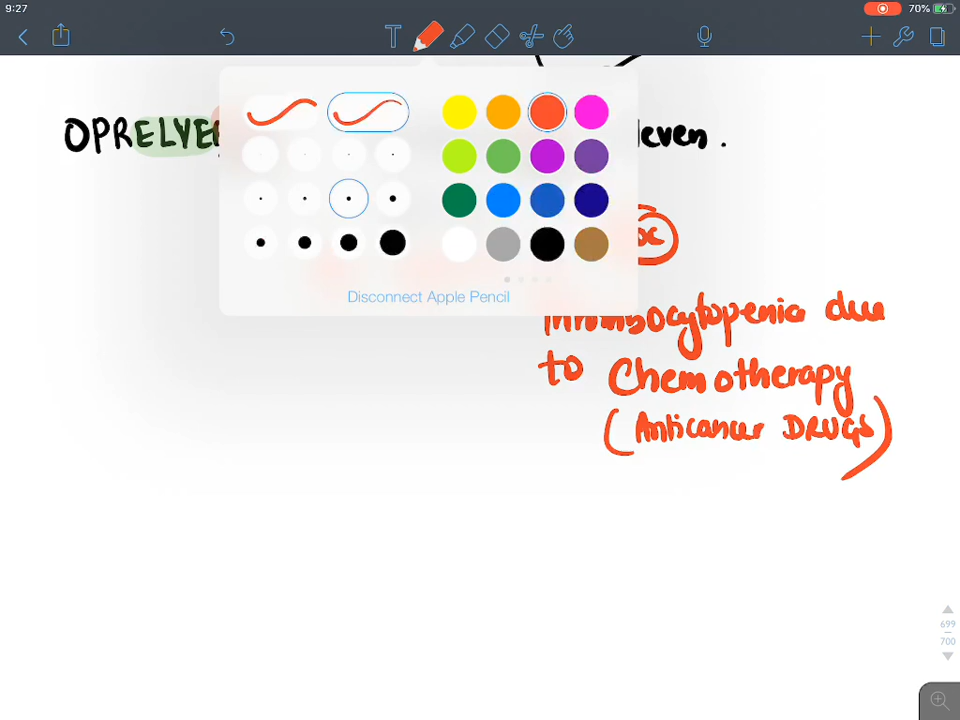 9:27
70%
T
OPRELVE
leven .
Disconnect Apple Pencil
Thrombocytopenia due
to Chemotherapy
(Anticancer DRUGS)
699
700